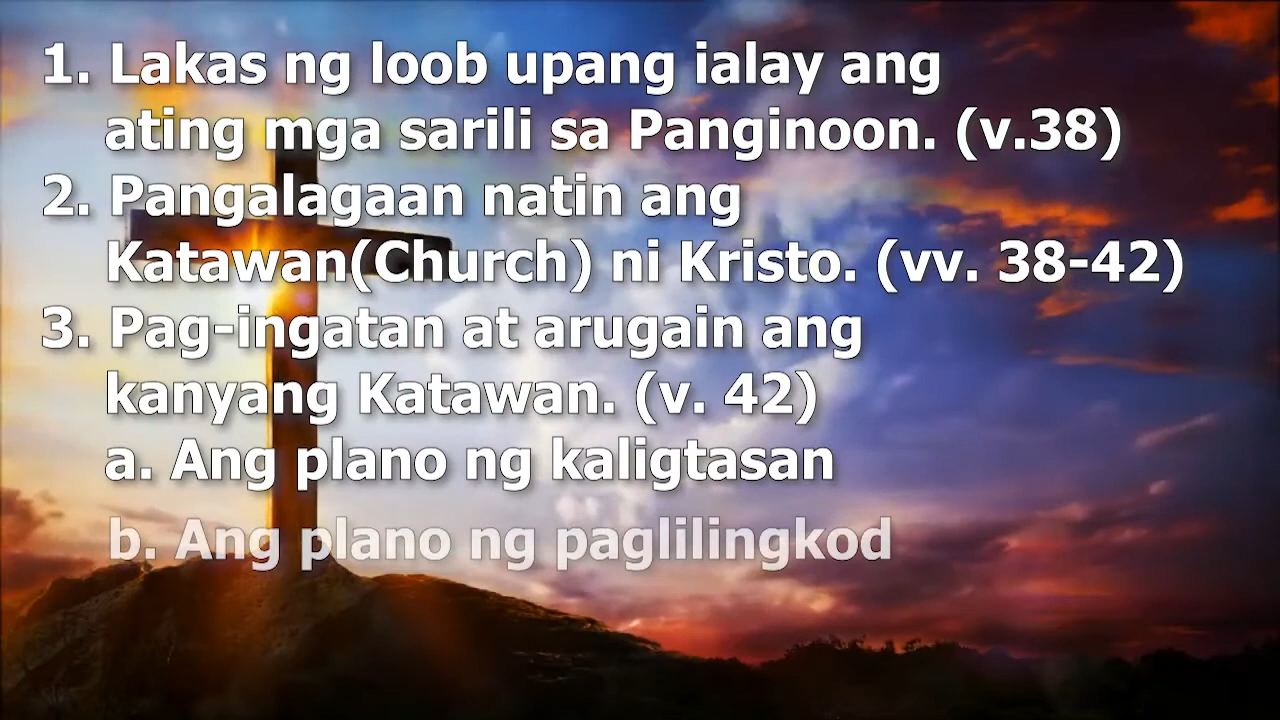 1. Lakas ng loob upang ialay ang
ating mga sarili sa Panginoon. (v.38)
2. Pangalagaan natin ang
Katawan(Church) ni Kristo. (vv. 38-42)
3. Pag-ingatan at arugain ang
kanyang Katawan. (v. 42)
a. Ang plano ng kaligtasan
b. Ang plano ng paglilingkod